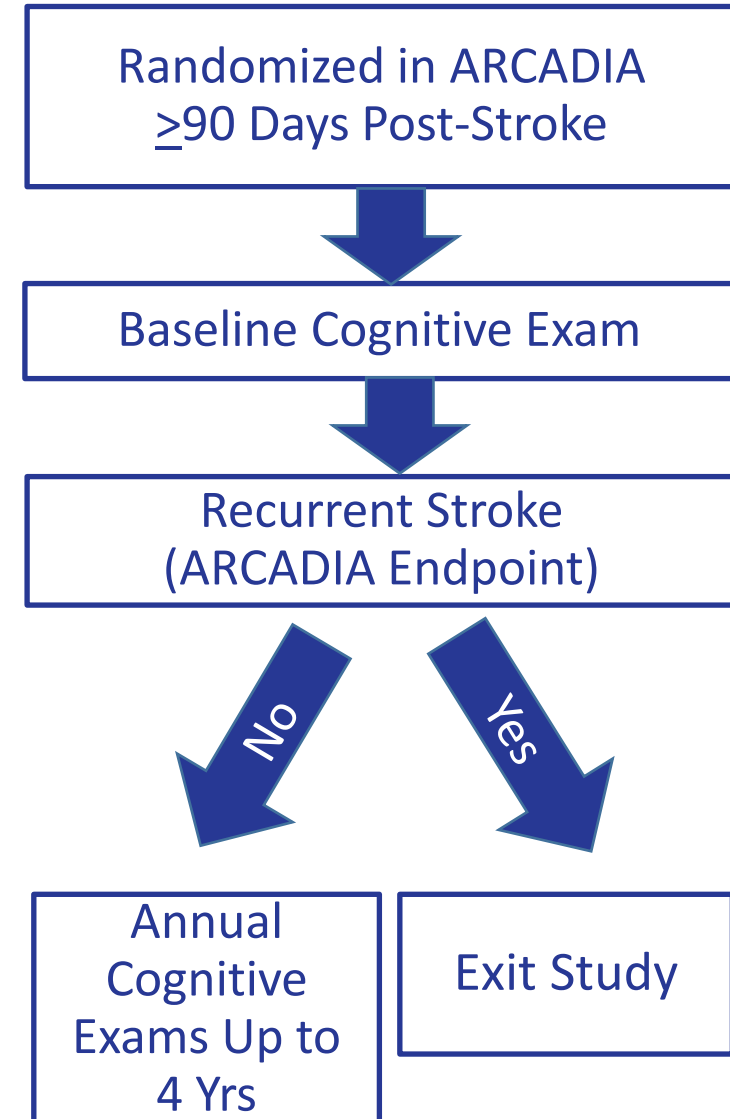 Randomized in ARCADIA
≥90 Days Post-Stroke
Baseline Cognitive Exam
Recurrent Stroke
(ARCADIA Endpoint)
No
Yes
Annual
Cognitive
Exams Up to
4 Yrs
Exit Study